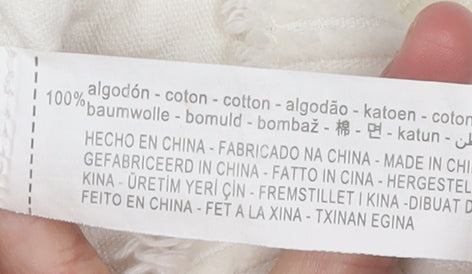 100% algodón - coton - cotton - algodão - katoen - coton
baumwolle - bomuld - bombaž - 棉 - 면 - katun -
HECHO EN CHINA - FABRICADO NA CHINA - MADE IN CHI
GEFABRICEERD IN CHINA - FATTO IN CINA - HERGESTEL
KINA - ÜRETİM YERİ ÇİN - FREMSTILLET I KINA -DIBUAT D
FEITO EN CHINA - FET A LA XINA - TXINAN EGINA